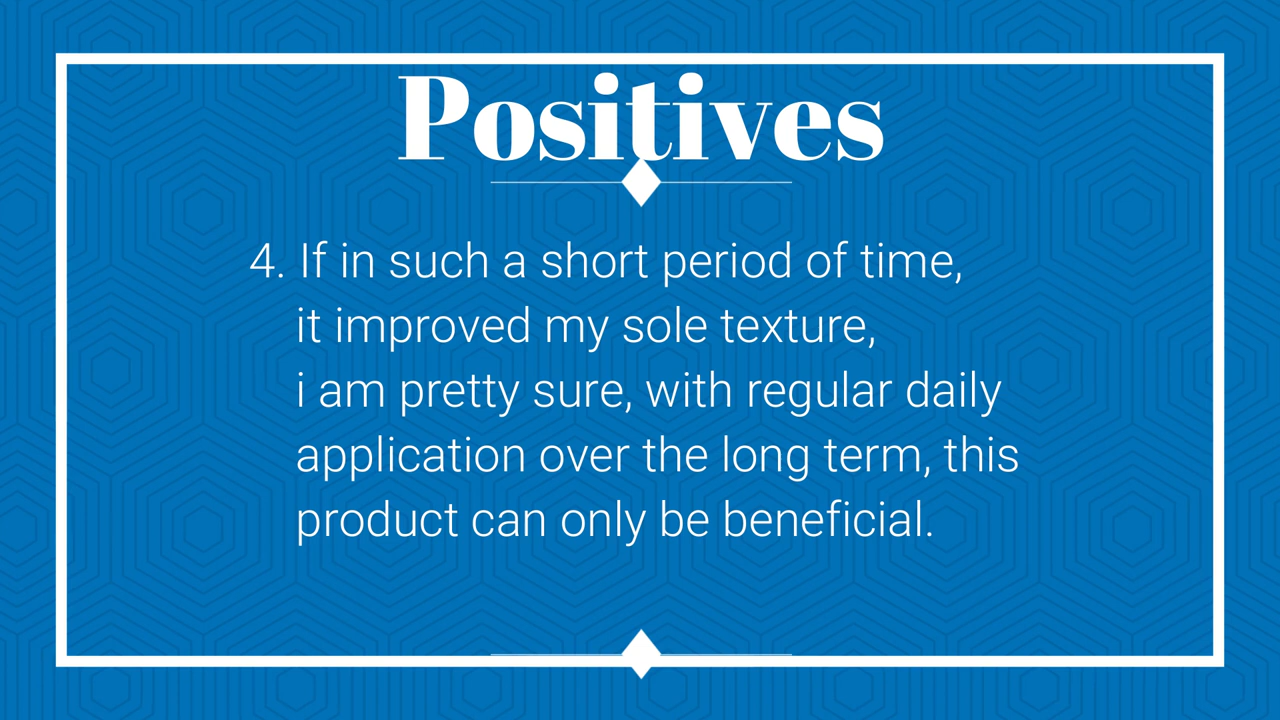 Positives
4. If in such a short period of time,
it improved my sole texture,
i am pretty sure, with regular daily
application over the long term, this
product can only be beneficial.